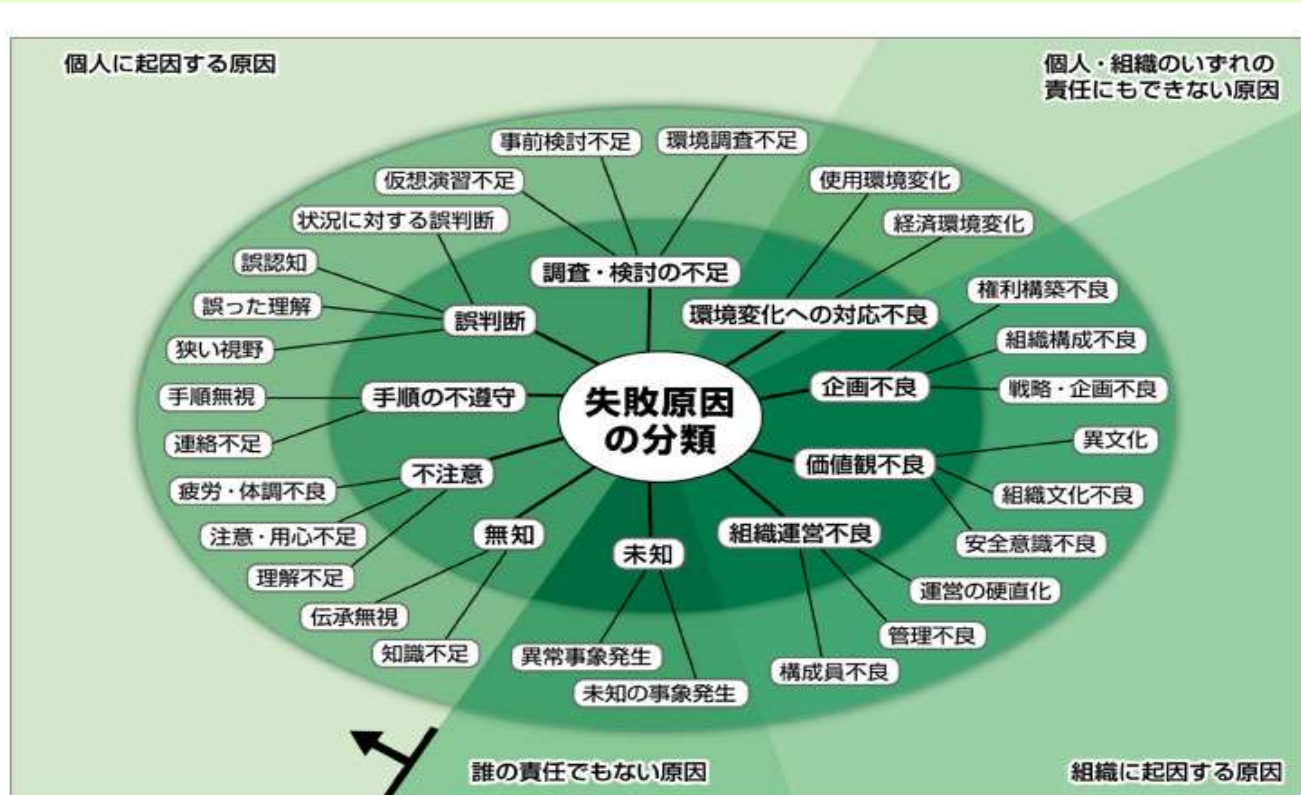 個人に起因する原因
個人・組織のいずれの
責任にもできない原因
事前検討不足
環境調査不足
仮想演習不足
使用環境変化
状況に対する誤判断
経済環境変化
誤認知
調査・検討の不足
権利構築不良
誤った理解
誤判断
環境変化への対応不良
組織構成不良
狭い視野
手順無視
手順の不遵守
失敗原因
の分類
企画不良
戦略・企画不良
連絡不足
異文化
不注意
価値観不良
疲労・体調不良
組織文化不良
注意・用心不足
無知
未知
組織運営不良
安全意識不良
理解不足
運営の硬直化
伝承無視
管理不良
知識不足
異常事象発生
構成員不良
未知の事象発生
誰の責任でもない原因
組織に起因する原因